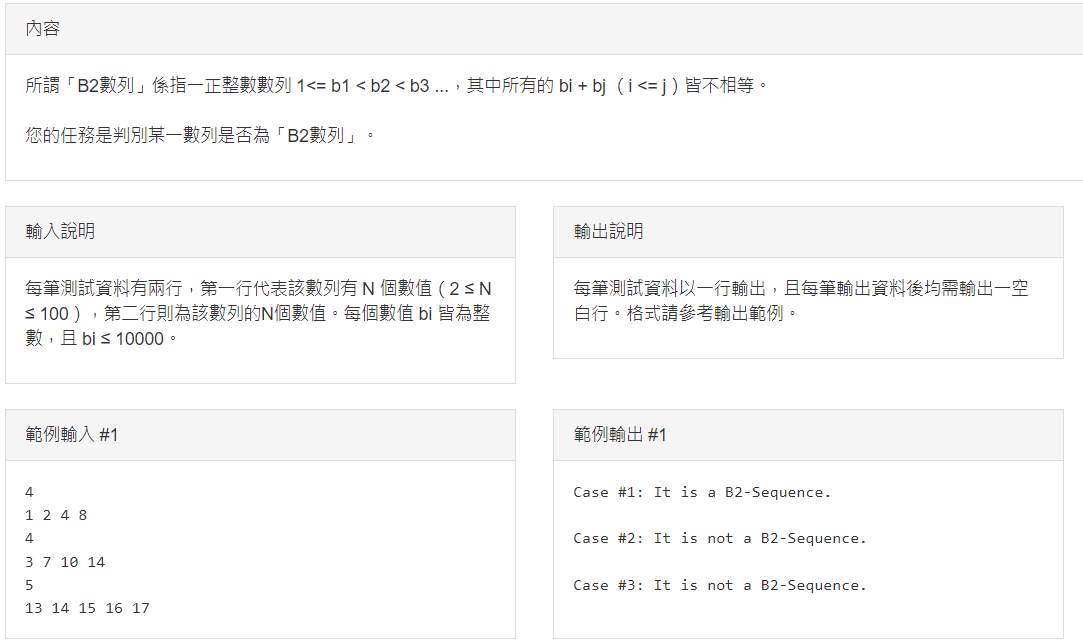 內容
所謂「B2數列」係指一正整數數列 1<= b1 < b2 < b3 ...，其中所有的 bi + bj （ i <= j ) 皆不相等。
您的任務是判別某一數列是否為「B2數列」。
輸入說明
每筆測試資料有兩行，第一行代表該數列有 N 個數值 ( 2 ≤ N
≤ 100 ) ，第二行則為該數列的N個數值。每個數值 bi 皆為整
數，且 bi ≤ 10000。
輸出說明
每筆測試資料以一行輸出，且每筆輸出資料後均需輸出一空
白行。格式請參考輸出範例。
範例輸入 #1
4
1 2 4 8
4
3 7 10 14
5
13 14 15 16 17
範例輸出 #1
Case #1: It is a B2-Sequence.
Case #2: It is not a B2-Sequence.
Case #3: It is not a B2-Sequence.